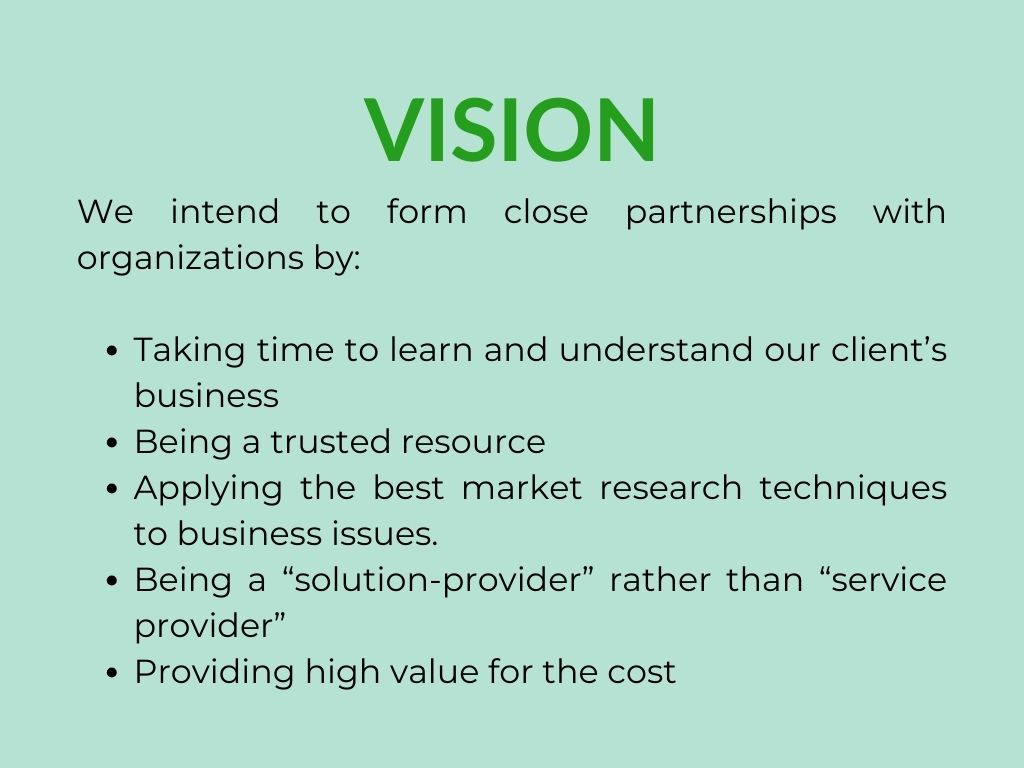 VISION
We intend to form close partnerships with
organizations by:
• Taking time to learn and understand our client’s
business
• Being a trusted resource
• Applying the best market research techniques
to business issues.
• Being a “solution-provider” rather than “service
provider”
• Providing high value for the cost